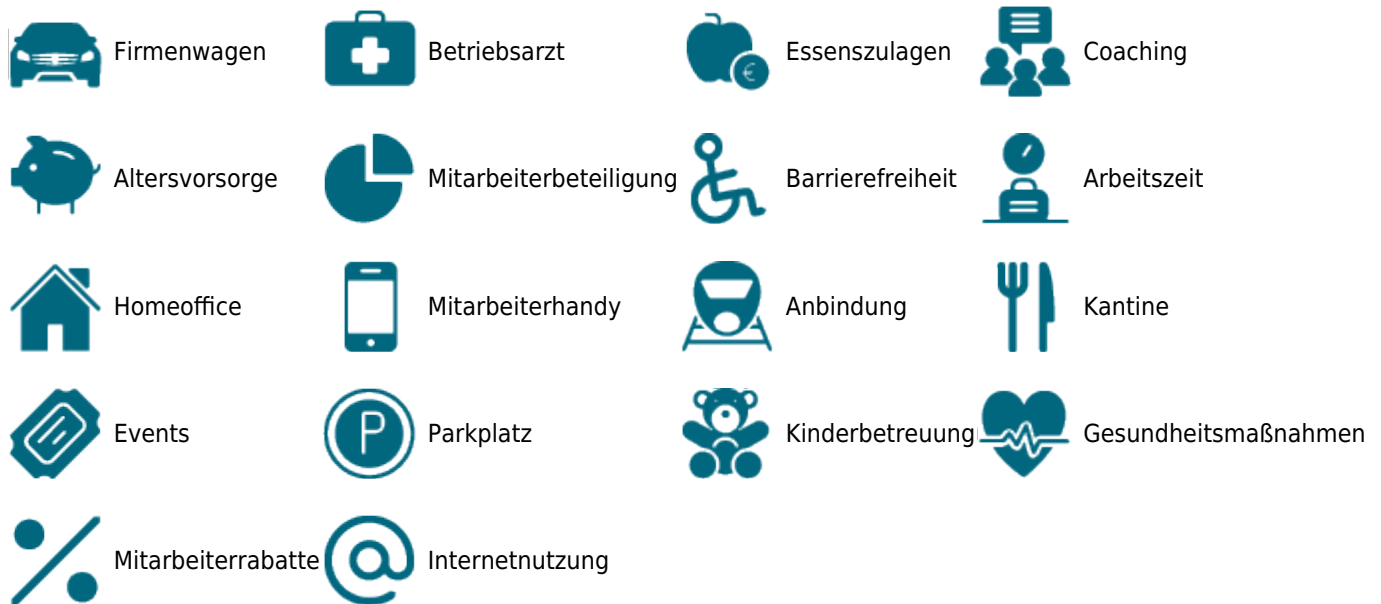 Firmenwagen
Betriebsarzt
Essenszulagen
Coaching
Altersvorsorge
Mitarbeiterbeteiligung
Barrierefreiheit
Arbeitszeit
Homeoffice
Mitarbeiterhandy
Anbindung
Kantine
Events
P
Parkplatz
Kinderbetreuung
Gesundheitsmaßnahmen
Mitarbeiterrabatte
@
Internetnutzung